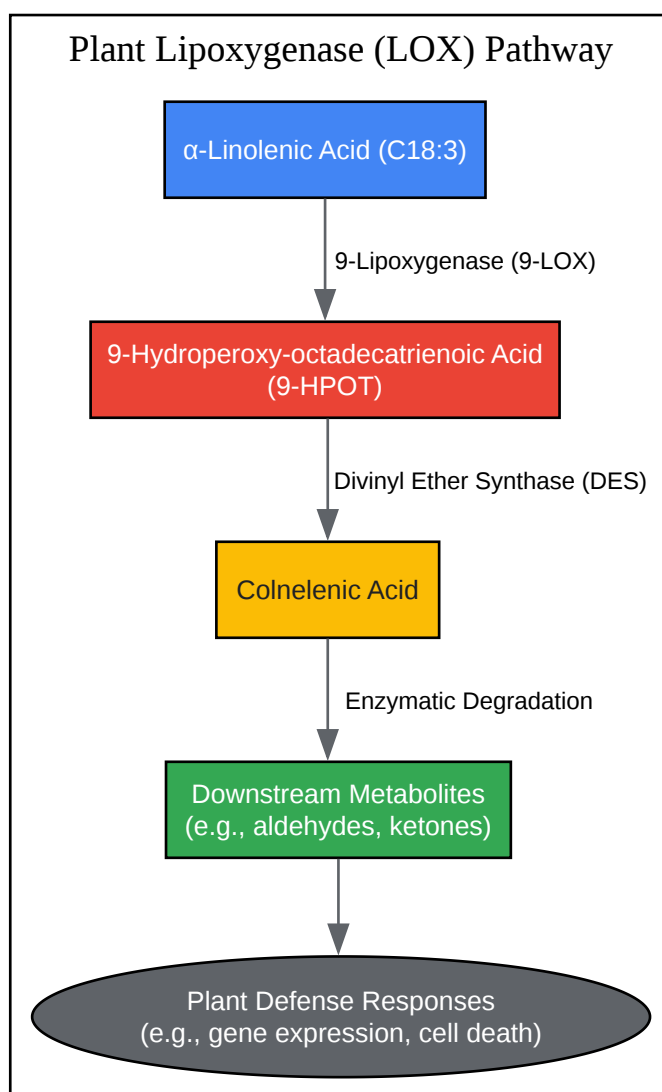 Plant Lipoxygenase (LOX) Pathway
α-Linolenic Acid (C18:3)
9-Lipoxygenase (9-LOX)
9-Hydroperoxy-octadecatrienoic Acid
(9-HPOT)
Divinyl Ether Synthase (DES)
Colnelenic Acid
Enzymatic Degradation
Downstream Metabolites
(e.g., aldehydes, ketones)
Plant Defense Responses
(e.g., gene expression, cell death)